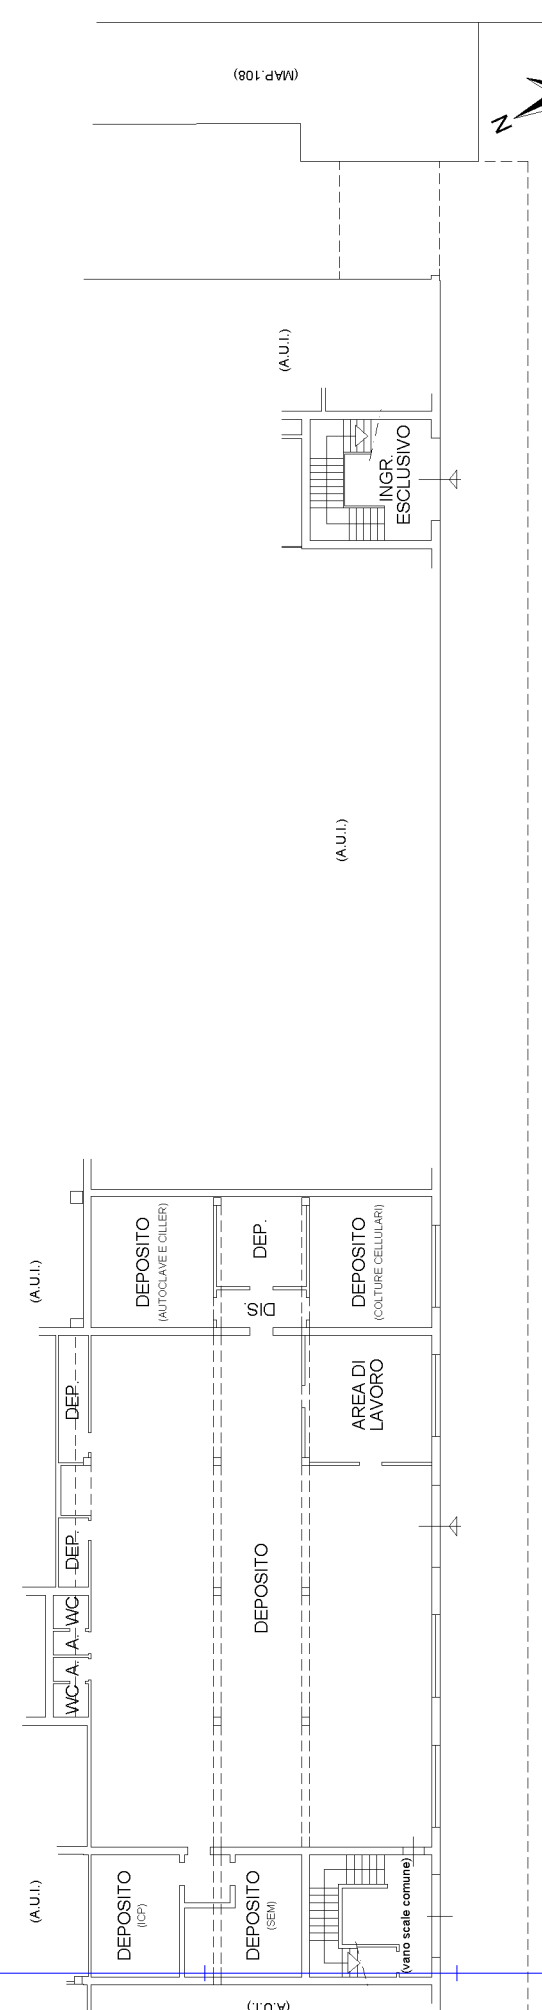 (MAP.108)
N
(A.U.I.)
INGR.
ESCLUSIVO
(A.U.I.)
DEPOSITO
(AUTOCLAVE E CILLER)
DEP.
DEPOSITO
(COLTURE CELLULARI)
(A.U.I.)
DIS.
DEP.
AREA DI
LAVORO
DEP.
DEPOSITO
WC
A.
A.
WC
(A.U.I.)
DEPOSITO
(ICP)
DEPOSITO
(SEM)
(vano scale comune)
(A.U.I.)